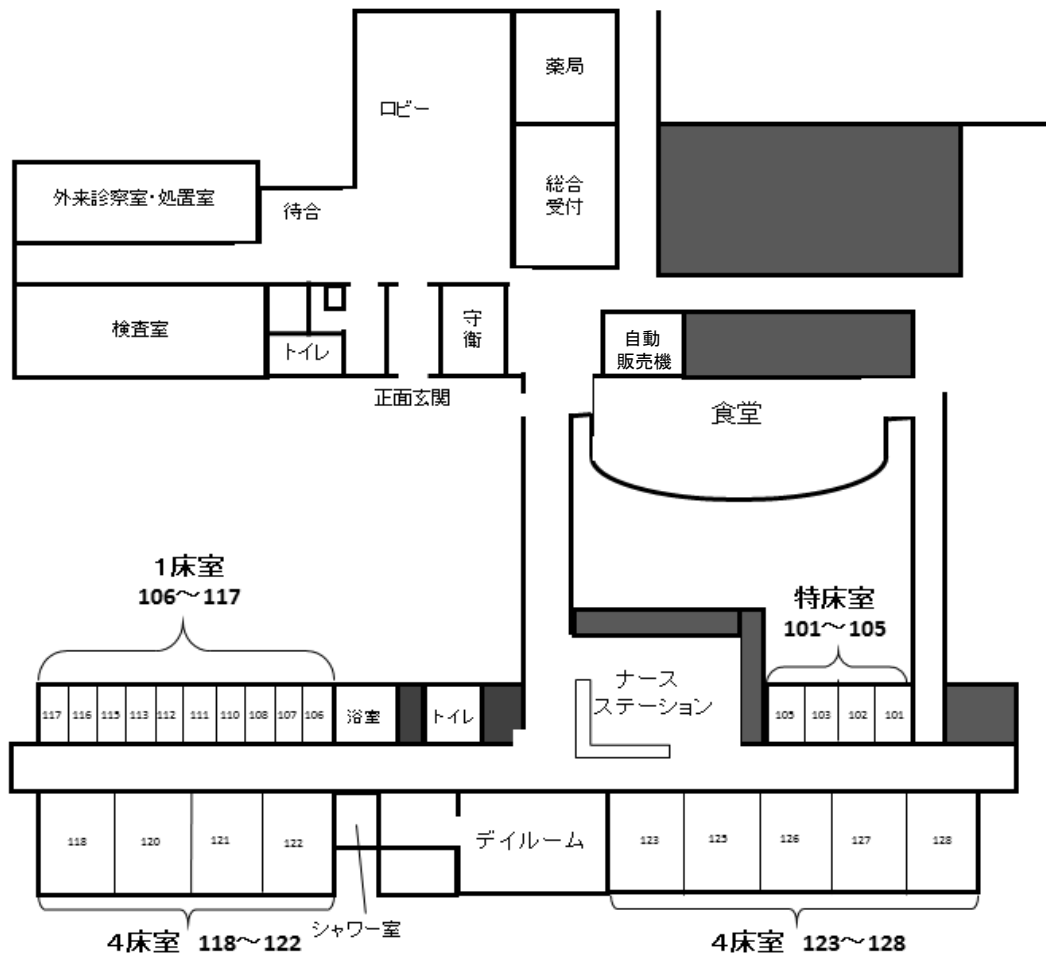 薬局
ロビー
外来診察室・処置室
総合
受付
待合
検査室
トイレ
守
衛
自動
販売機
正面玄関
食堂
1床室
106～117
特床室
101～105
ナース
ステーション
117 116 115 113 112 111 110 108 107 106 浴室 トイレ 105 103 102 101
118 120 121 122 デイルーム 123 125 126 127 128
シャワー室
4床室 118～122
4床室 123～128